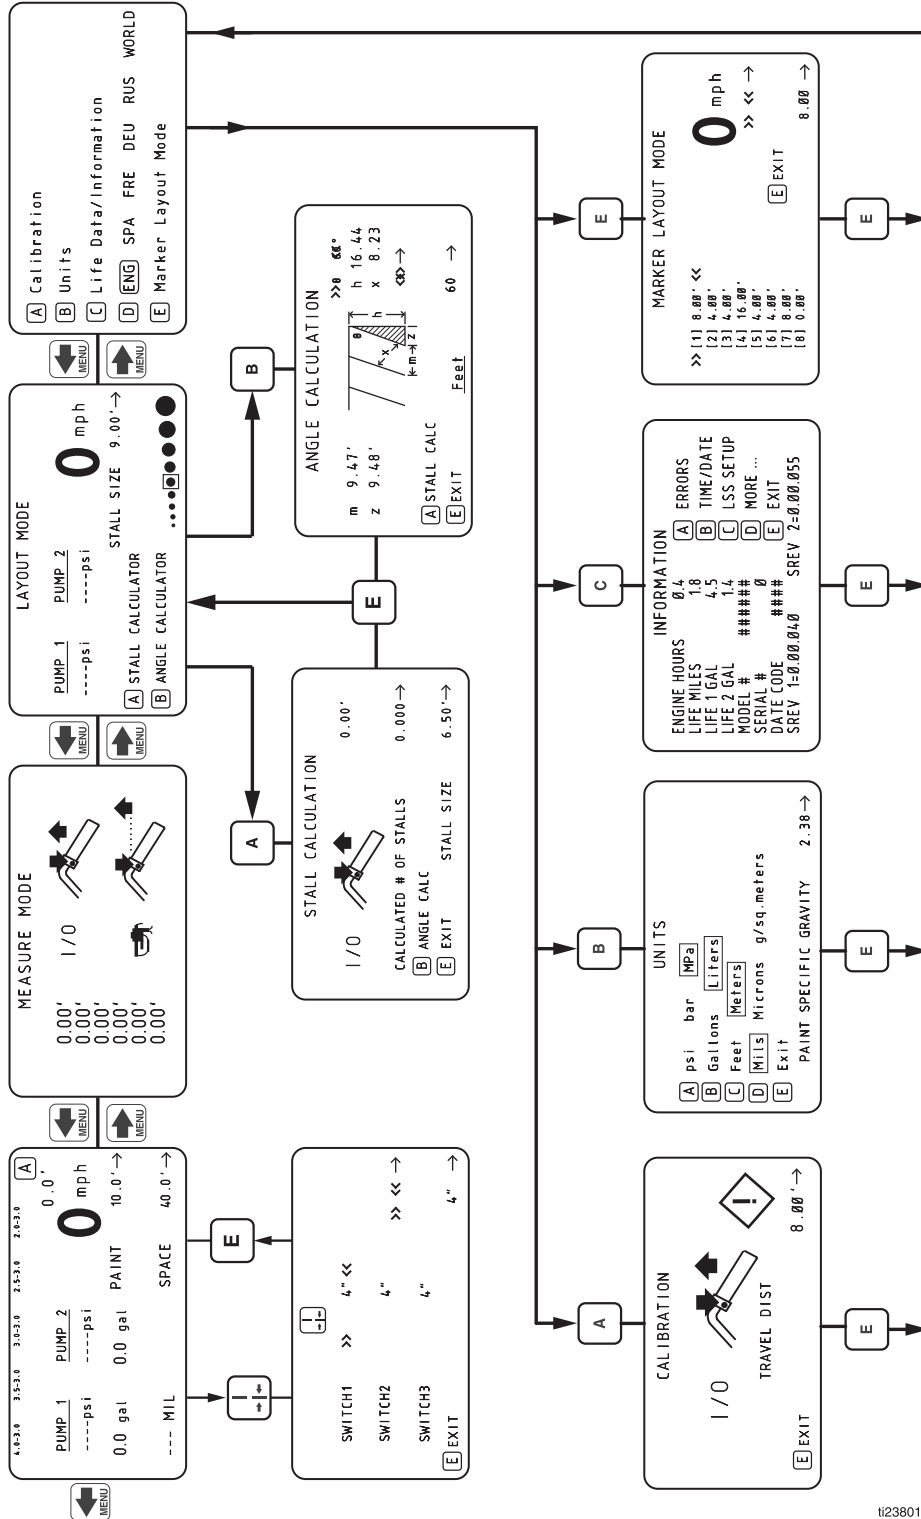 4.0-3.0 3.5-3.0 3.0-3.0 2.5-3.0 2.0-3.0
A
0.0'
PUMP 1 PUMP 2
----psi ----psi
0 mph
0.0 gal 0.0 gal PAINT 10.0'→
--- MIL SPACE 40.0'→
MENU
MENU
MENU
MEASURE MODE
0.00'
0.00'
0.00'
0.00'
0.00'
0.00'
I/O
MENU
MENU
LAYOUT MODE
PUMP 1 PUMP 2
----psi ----psi
0 mph
STALL SIZE 9.00'→
A STALL CALCULATOR
B ANGLE CALCULATOR
MENU
MENU
A Calibration
B Units
C Life Data/Information
D ENG SPA FRE DEU RUS WORLD
E Marker Layout Mode
E
SWITCH1 >> 4" <<
SWITCH2 4" >> << →
SWITCH3 4" 4" →
E EXIT
A
STALL CALCULATION
I/O 0.00'
CALCULATED # OF STALLS 0.000→
B ANGLE CALC
E EXIT STALL SIZE 6.50'→
E
B
ANGLE CALCULATION
m 9.47'
z 9.48'
θ
x
h
m
z
h 16.44
x 8.23
A STALL CALC
E EXIT
Feet 60 →
A
CALIBRATION
I/O
TRAVEL DIST 8.00'→
E EXIT
E
B
UNITS
A psi bar MPa
B Gallons Liters
C Feet Meters
D Mils Microns g/sq.meters
E Exit
PAINT SPECIFIC GRAVITY 2.38→
E
C
INFORMATION
ENGINE HOURS 0.4 A ERRORS
LIFE MILES 1.8 B TIME/DATE
LIFE 1 GAL 4.5 C LSS SETUP
LIFE 2 GAL 1.4 D MORE ...
MODEL # ###### E EXIT
SERIAL # 0
DATE CODE ####
SREV 1=0.00.040 SREV 2=0.00.055
E
E
MARKER LAYOUT MODE
0 mph
>> [1] 8.00' << >> << →
[2] 4.00'
[3] 4.00'
[4] 16.00'
[5] 4.00'
[6] 4.00'
[7] 8.00'
[8] 0.00'
E EXIT
8.00 →
E
ti23801